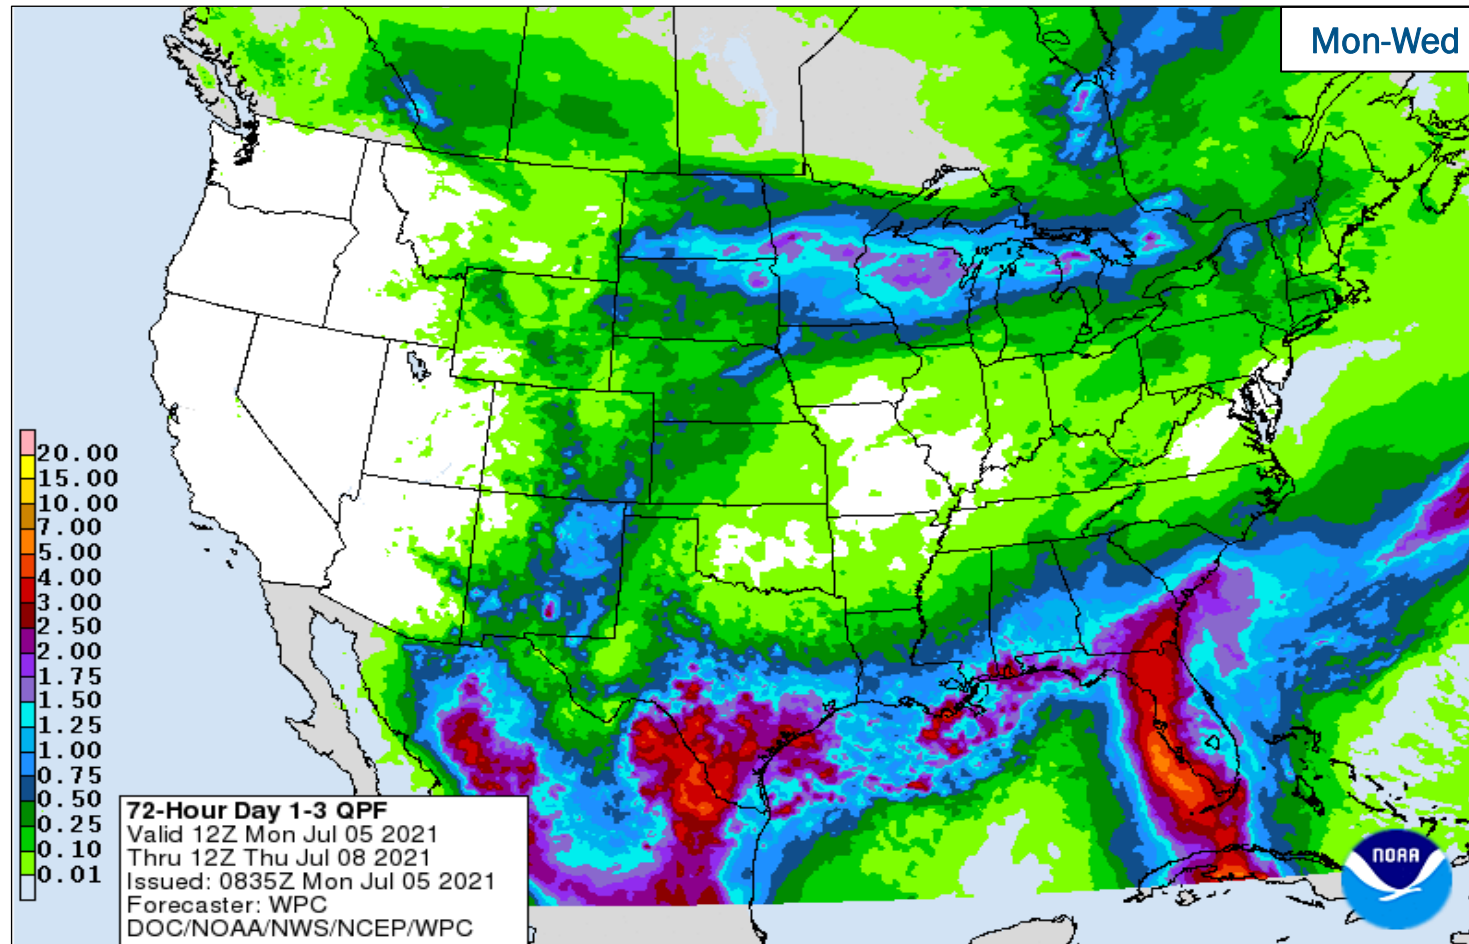 Mon-Wed
20.00
15.00
10.00
7.00
5.00
4.00
3.00
2.50
2.00
1.75
1.50
1.25
1.00
0.75
0.50
0.25
0.10
0.01
72-Hour Day 1-3 QPF
Valid 12Z Mon Jul 05 2021
Thru 12Z Thu Jul 08 2021
Issued: 0835Z Mon Jul 05 2021
Forecaster: WPC
DOC/NOAA/NWS/NCEP/WPC
NOAA